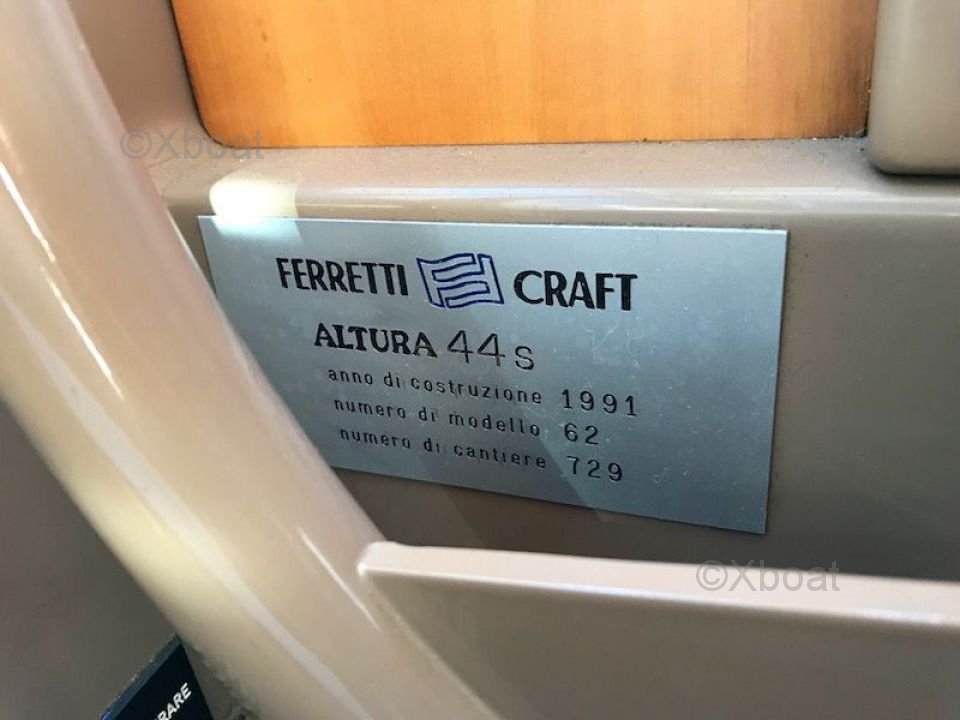 ©Xboat
FERRETTI CRAFT
ALTURA 44 S
anno di costruzione 1991
numero di modello 62
numero di cantiere 729
©Xboat